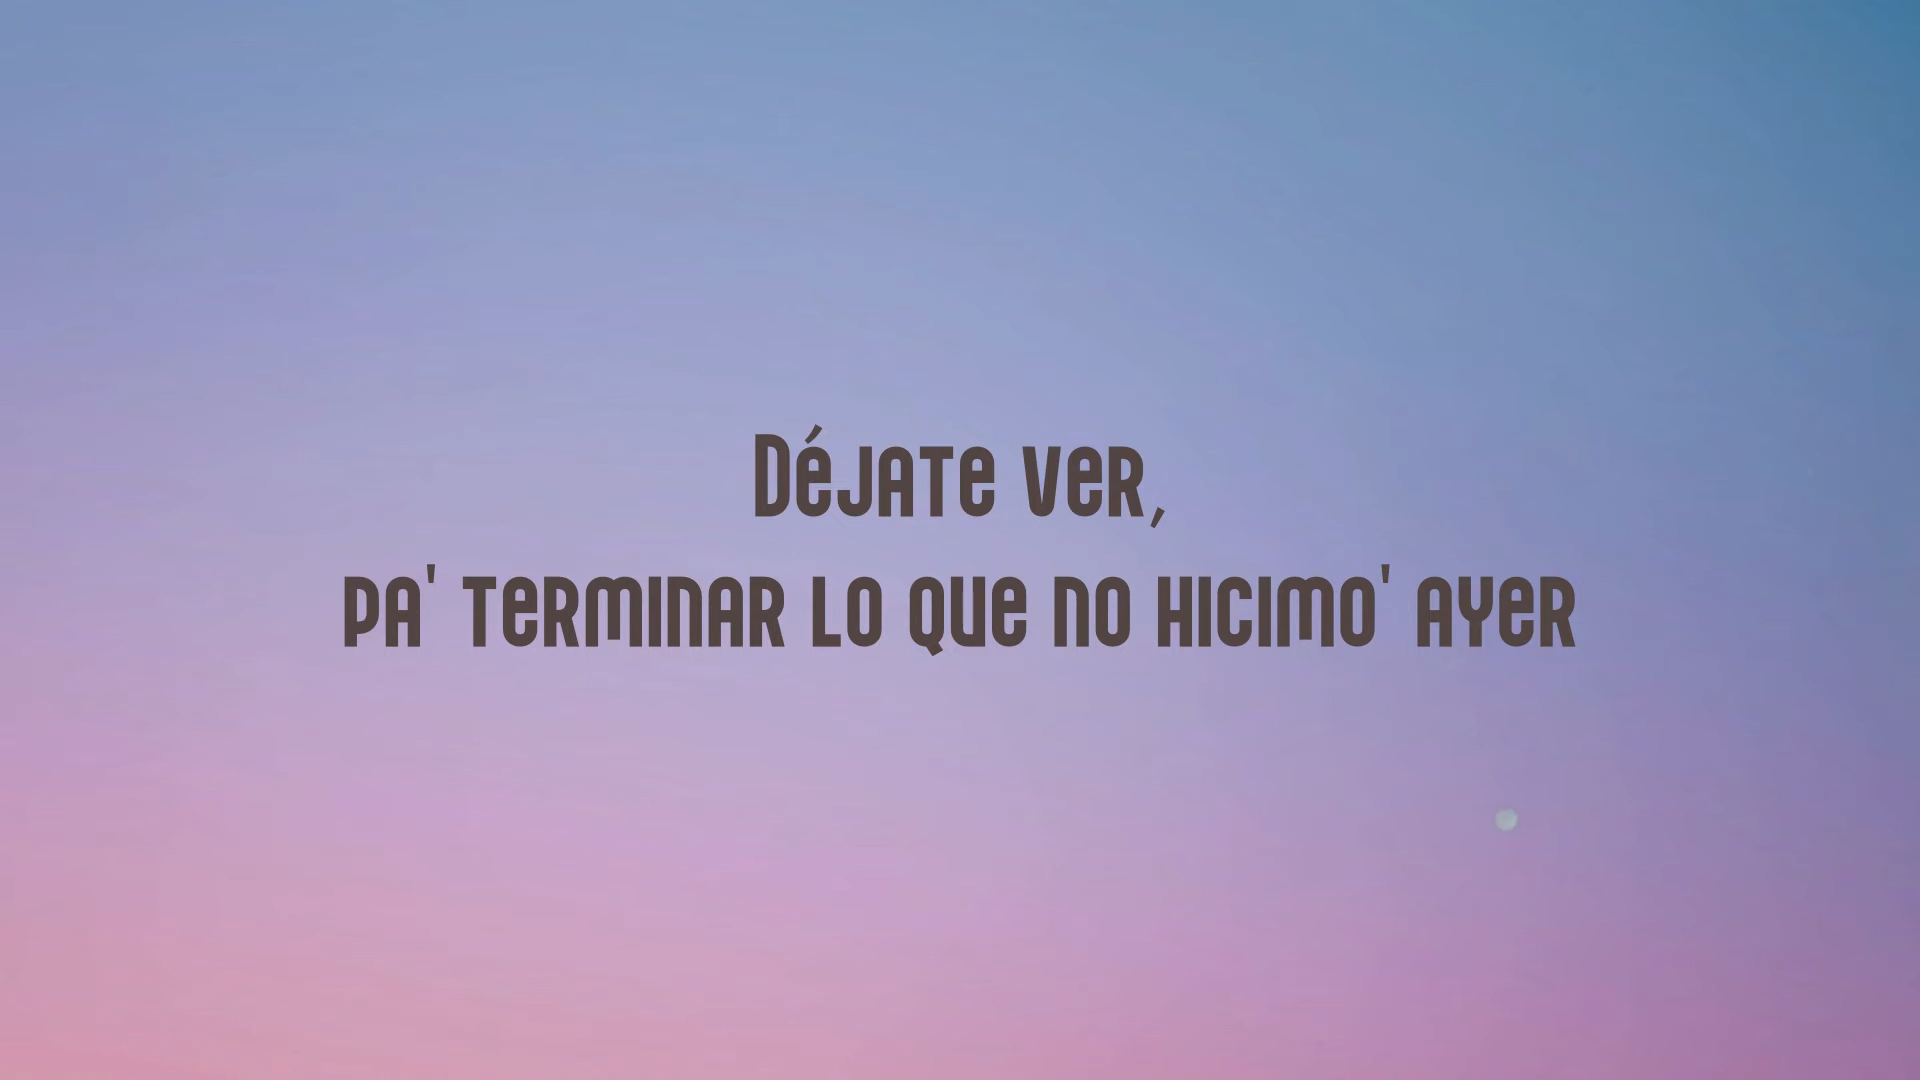 Déjate ver,
pa' terminar lo que no hicimo' ayer